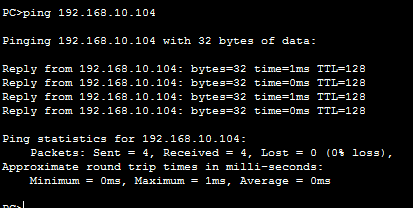 PC>ping 192.168.10.104
Pinging 192.168.10.104 with 32 bytes of data:
Reply from 192.168.10.104: bytes=32 time=1ms TTL=128
Reply from 192.168.10.104: bytes=32 time=0ms TTL=128
Reply from 192.168.10.104: bytes=32 time=1ms TTL=128
Reply from 192.168.10.104: bytes=32 time=0ms TTL=128
Ping statistics for 192.168.10.104:
Packets: Sent = 4, Received = 4, Lost = 0 (0% loss),
Approximate round trip times in milli-seconds:
Minimum = 0ms, Maximum = 1ms, Average = 0ms
PC>